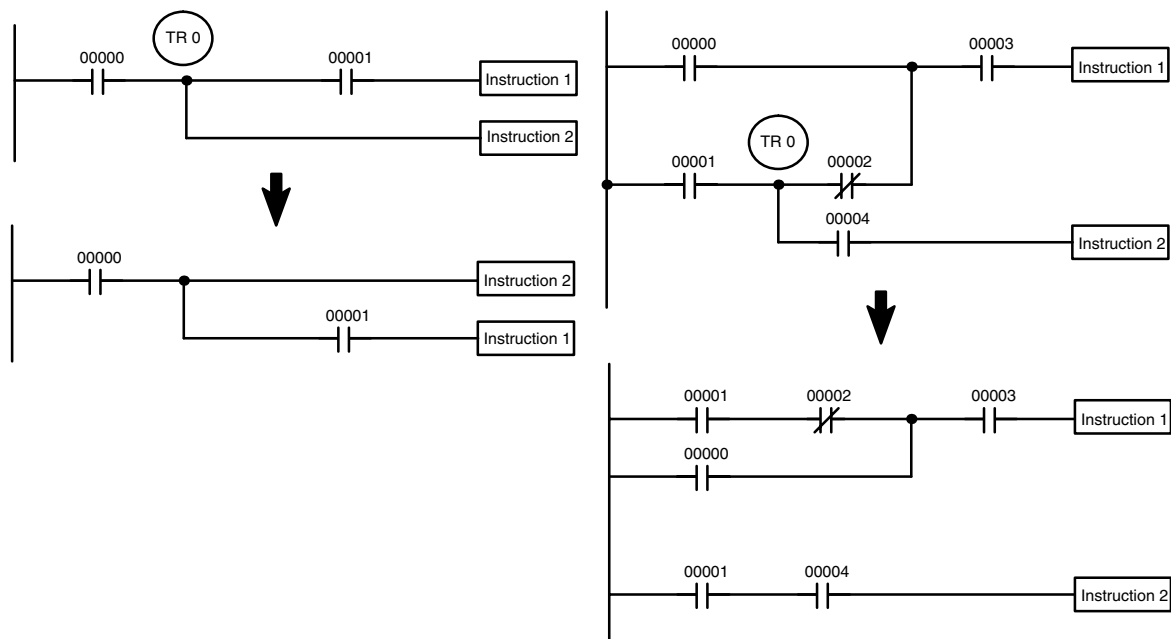 TR 0
00000 00001
Instruction 1
Instruction 2
00000
Instruction 2
00001
Instruction 1
00000 00003
Instruction 1
TR 0
00001 00002
00004
Instruction 2
00001 00002 00003
Instruction 1
00000
00001 00004
Instruction 2